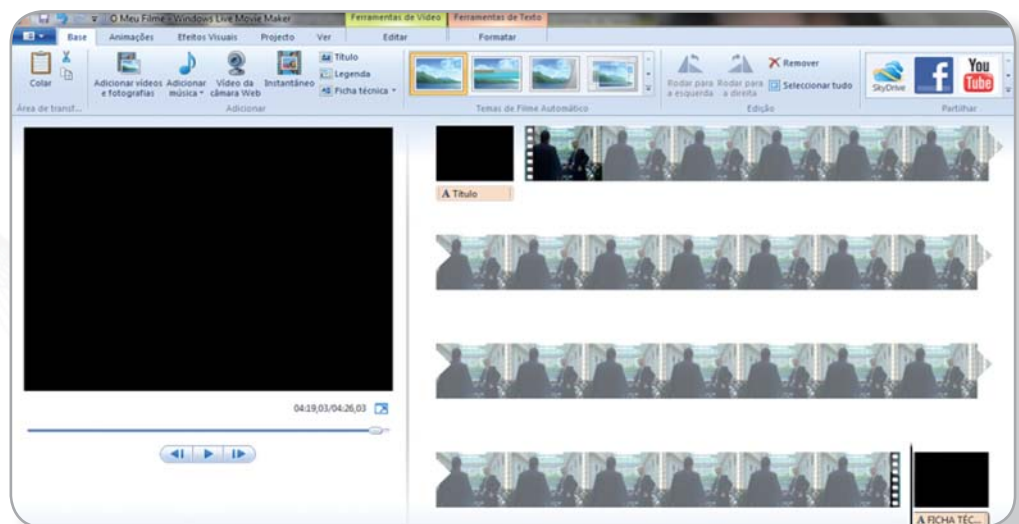 O Meu Filme - Windows Live Movie Maker
Ferramentas de Vídeo
Ferramentas de Texto
Base
Animações
Efeitos Visuais
Projecto
Ver
Editar
Formatar
Colar
Adicionar vídeos e fotografias
Adicionar música
Vídeo da câmara Web
Instantâneo
Título
Legenda
Ficha técnica
Rodar para a esquerda
Rodar para a direita
Remover
Seleccionar tudo
SkyDrive
f
You Tube
Área de transf...
Adicionar
Temas de Filme Automático
Edição
Partilhar
A Título
04:19,03/04:26,03
A FICHA TÉC...